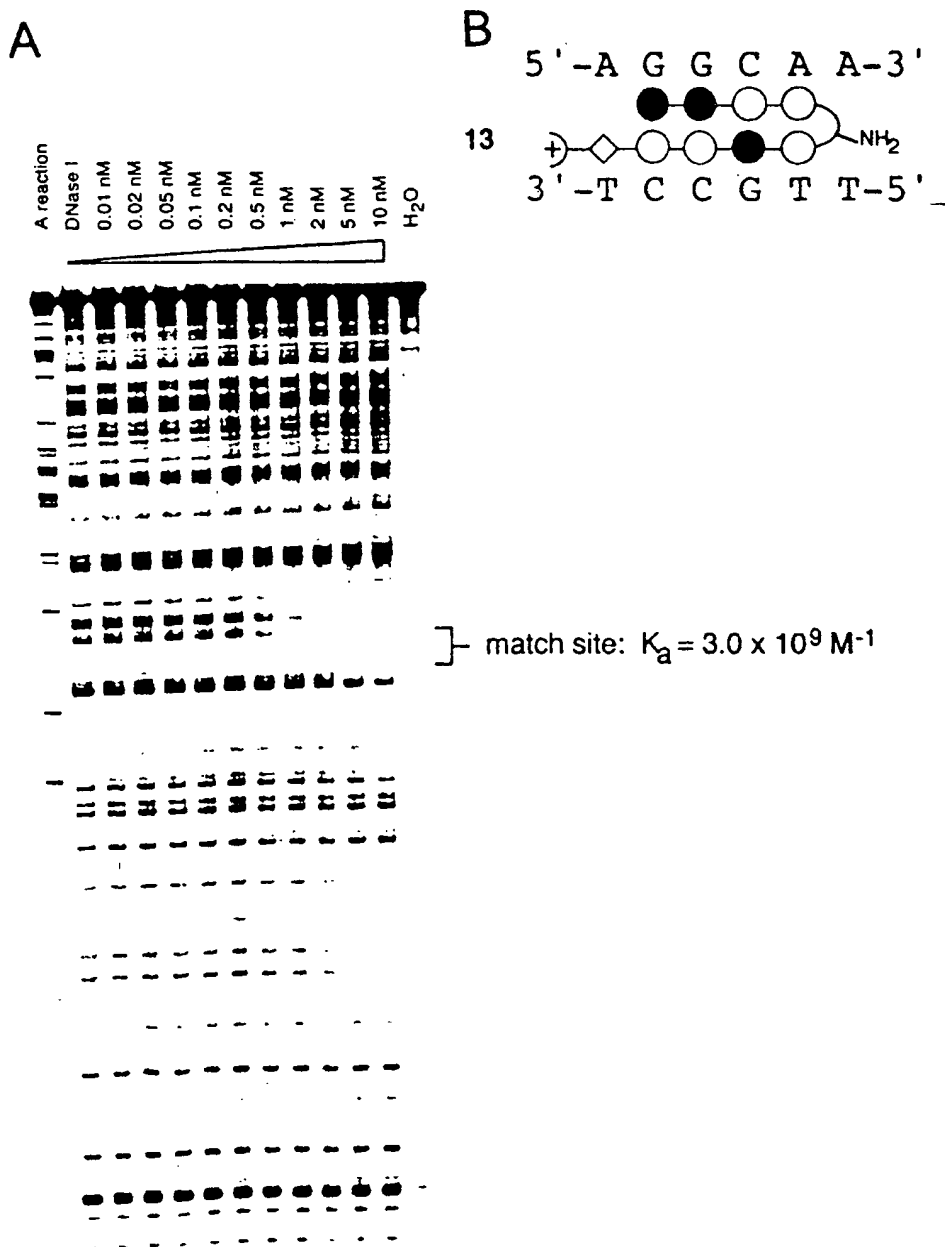 A
B
5'-A G G C A A-3'
13
+
NH₂
3'-T C C G T T-5'
A reaction
DNase I
0.01 nM
0.02 nM
0.05 nM
0.1 nM
0.2 nM
0.5 nM
1 nM
2 nM
5 nM
10 nM
H₂O
match site: Kₐ = 3.0 x 10⁹ M⁻¹